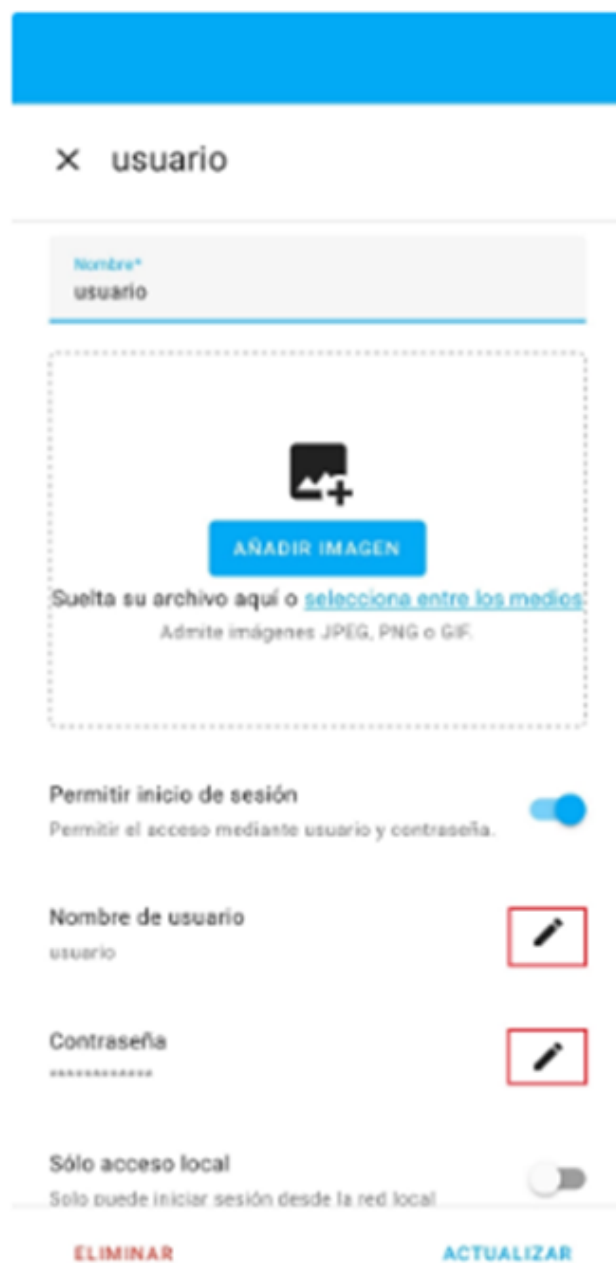 usuario
Nombre*
usuario
AÑADIR IMAGEN
Suelta su archivo aquí o selecciona entre los medios
Admite imágenes JPEG, PNG o GIF.
Permitir inicio de sesión
Permitir el acceso mediante usuario y contraseña.
Nombre de usuario
usuario
Contraseña
************
Sólo acceso local
Solo puede iniciar sesión desde la red local
ELIMINAR
ACTUALIZAR